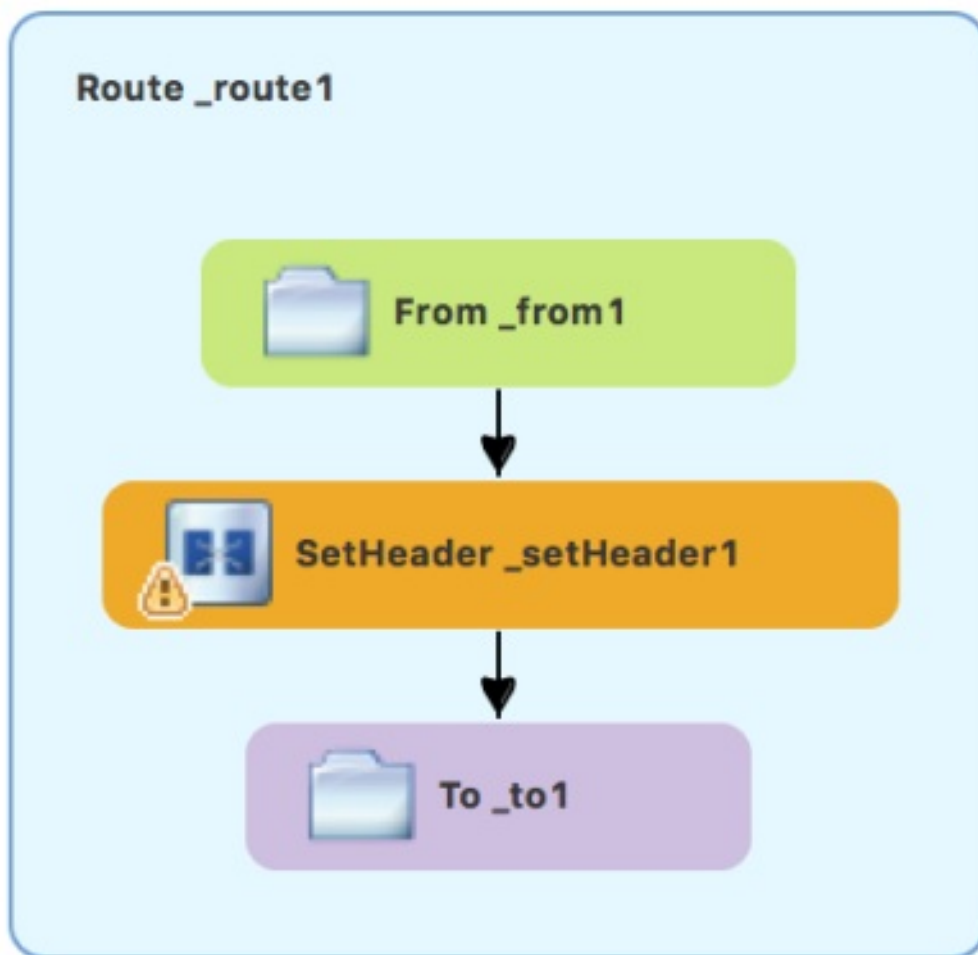 Route _route1
From _from1
SetHeader _setHeader1
To _to1